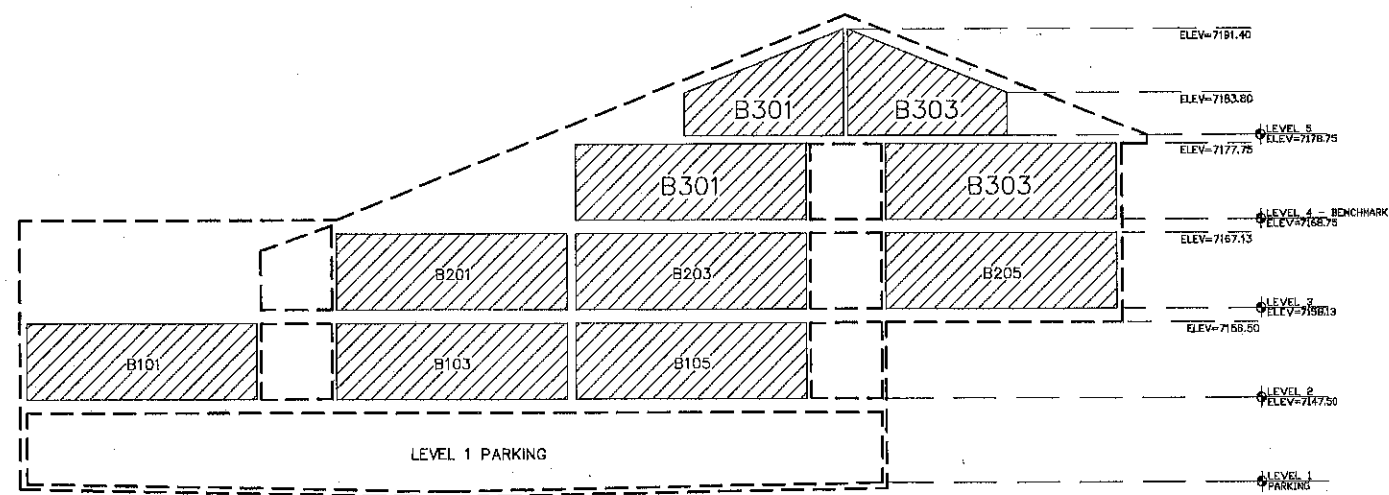 ELEV=7191.40
ELEV=7183.80
B301
B303
LEVEL 5
ELEV=7178.75
ELEV=7177.75
B301
B303
LEVEL 4 - BENCHMARK
ELEV=7168.75
ELEV=7167.13
B201
B203
B205
LEVEL 3
ELEV=7158.13
ELEV=7156.50
B101
B103
B105
LEVEL 2
ELEV=7147.50
LEVEL 1 PARKING
LEVEL 1
PARKING